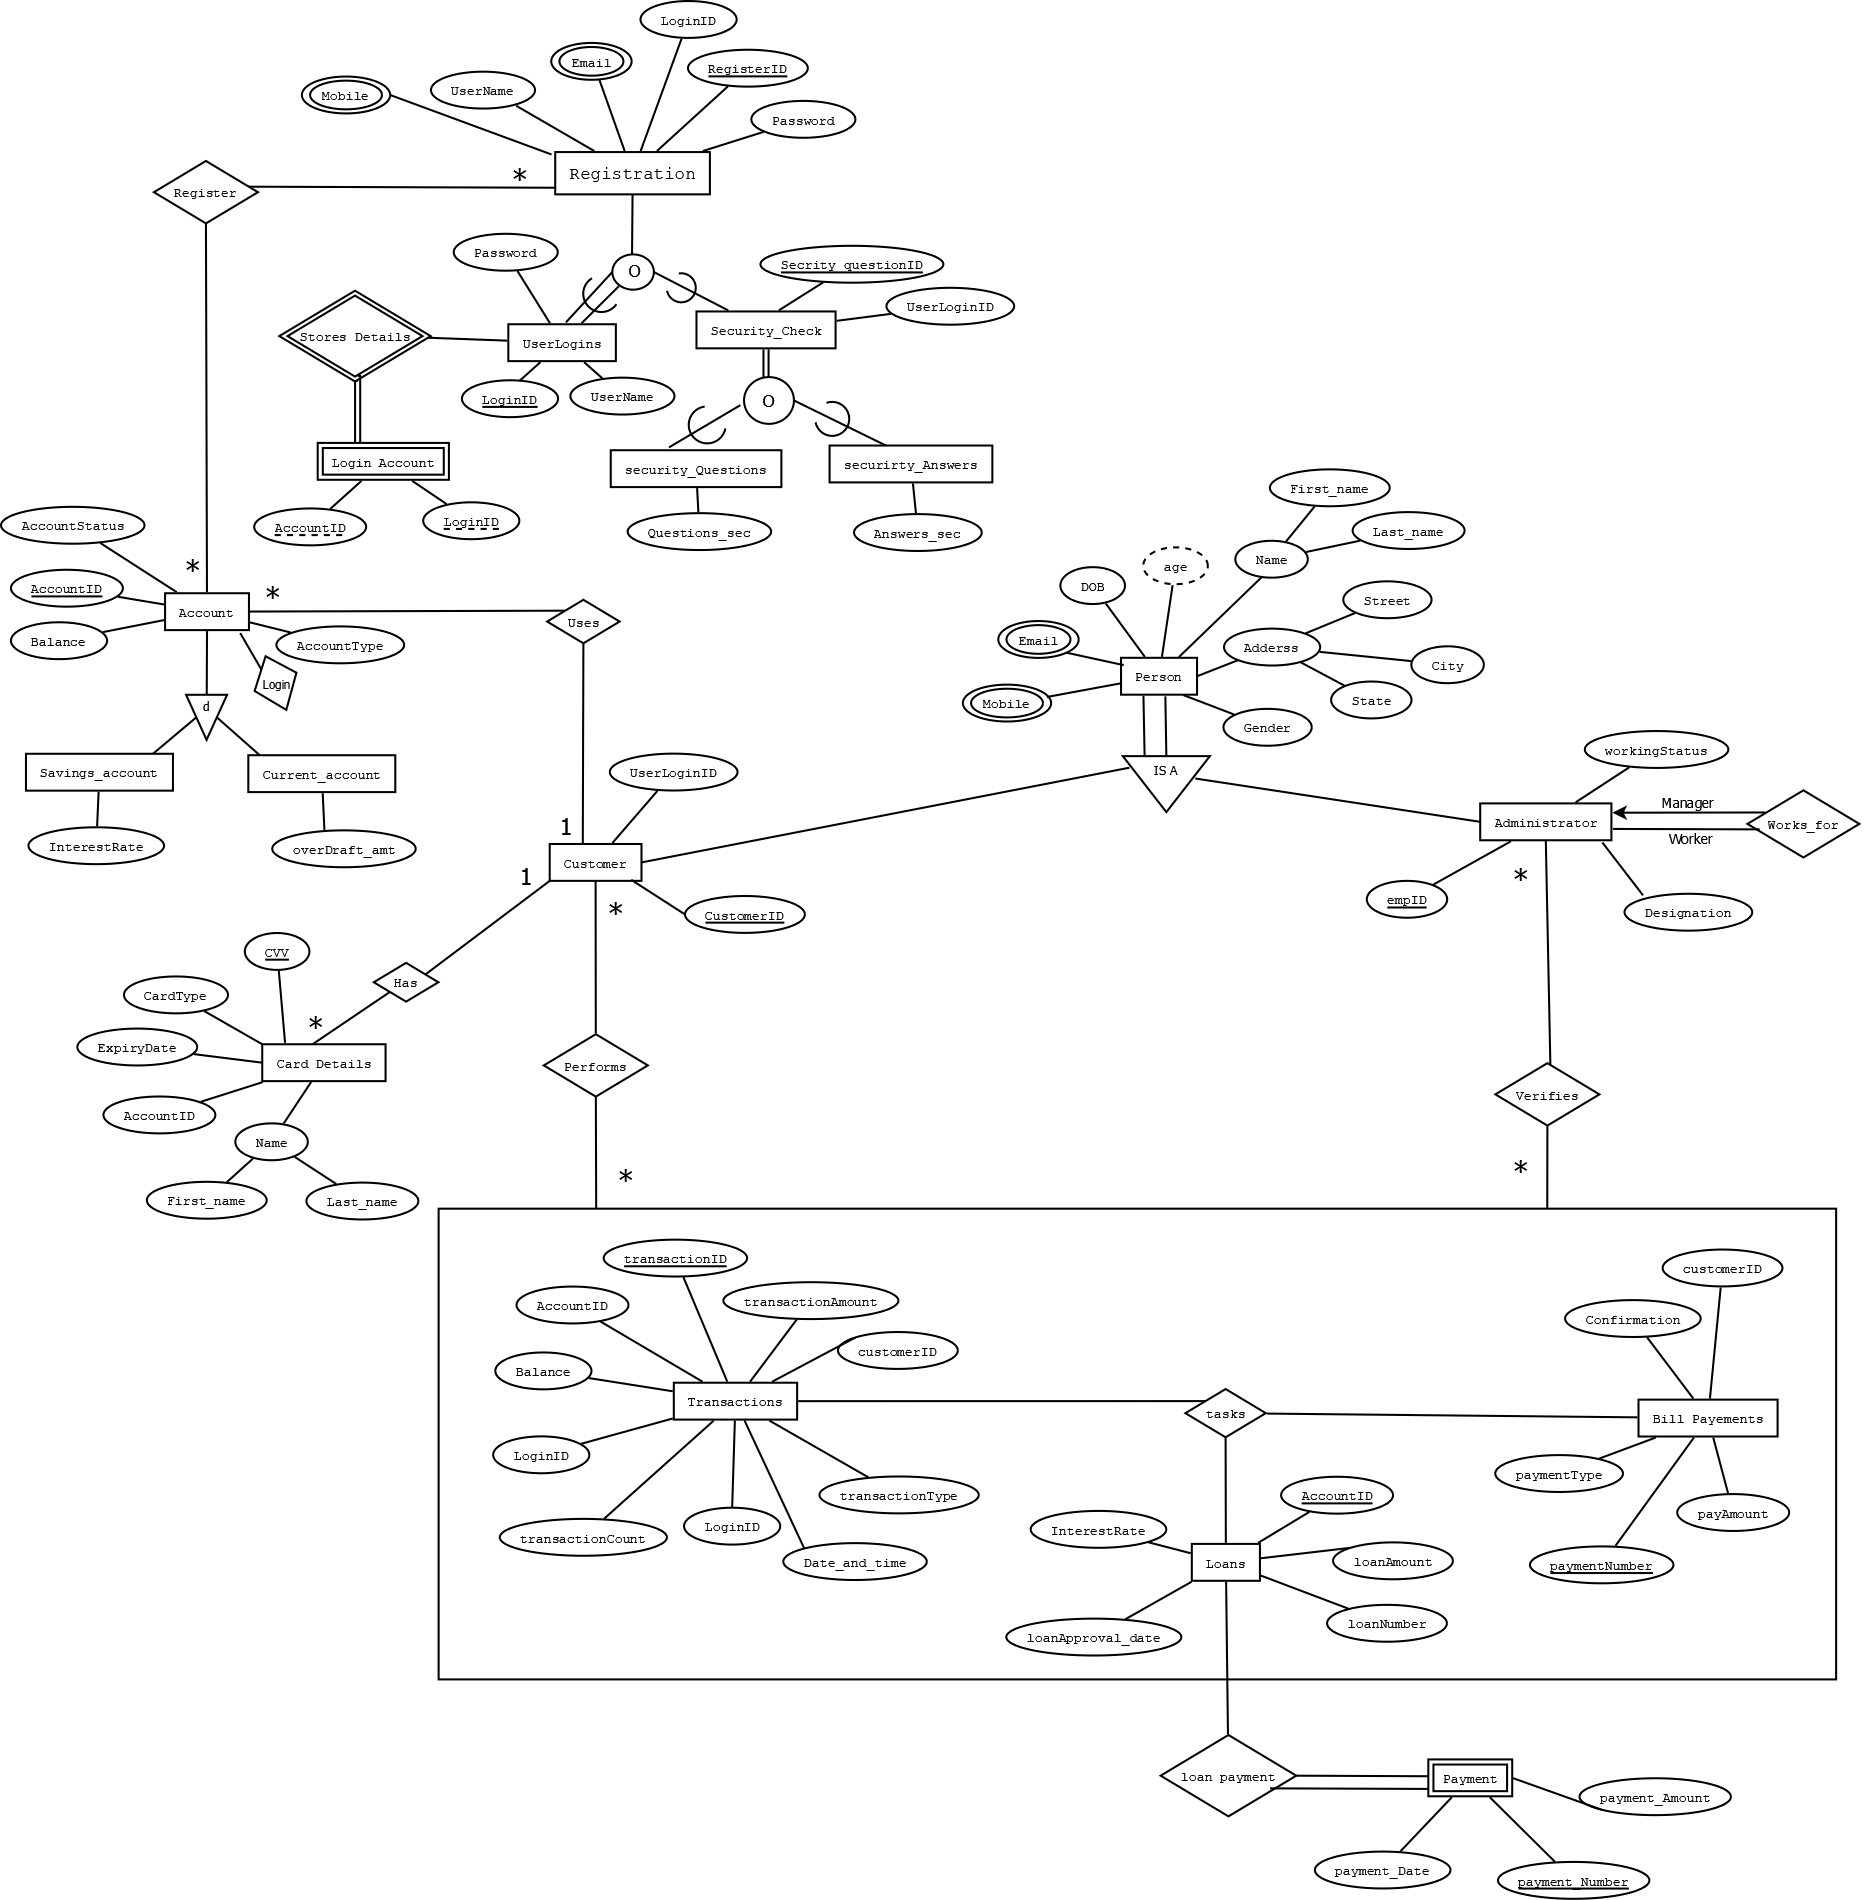 LoginID
Email
RegisterID
Mobile
UserName
Password
Registration
*
Register
Password
O
Secrity questionID
UserLoginID
Stores Details
UserLogins
Security_Check
LoginID
UserName
O
Login Account
security_Questions
securirty_Answers
First_name
AccountID
LoginID
Questions_sec
Answers_sec
Last_name
AccountStatus
*
*
Name
age
DOB
AccountID
Account
Uses
Street
Balance
AccountType
Email
Adderss
City
Login
Person
Mobile
State
Gender
d
Savings_account
Current_account
UserLoginID
IS A
workingStatus
InterestRate
overDraft_amt
1
Customer
Administrator
Manager
Worker
Works_for
1
*
*
CustomerID
empID
Designation
CVV
CardType
Has
*
ExpiryDate
Card Details
Performs
Verifies
AccountID
Name
First_name
Last_name
*
*
transactionID
customerID
AccountID
transactionAmount
Confirmation
customerID
Balance
Transactions
tasks
Bill Payements
LoginID
paymentType
transactionType
AccountID
payAmount
transactionCount
LoginID
InterestRate
Date_and_time
Loans
loanAmount
paymentNumber
loanApproval_date
loanNumber
loan payment
Payment
payment_Amount
payment_Date
payment_Number